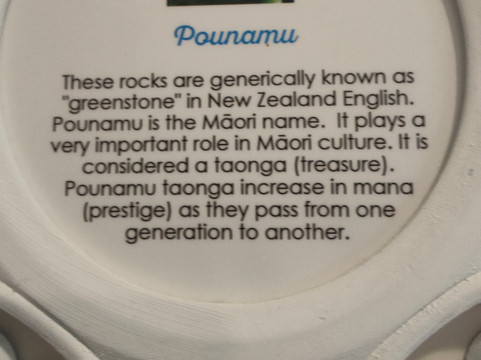 Pounamu
These rocks are generically known as
"greenstone" in New Zealand English.
Pounamu is the Māori name. It plays a
very important role in Māori culture. It is
considered a taonga (treasure).
Pounamu taonga increase in mana
(prestige) as they pass from one
generation to another.